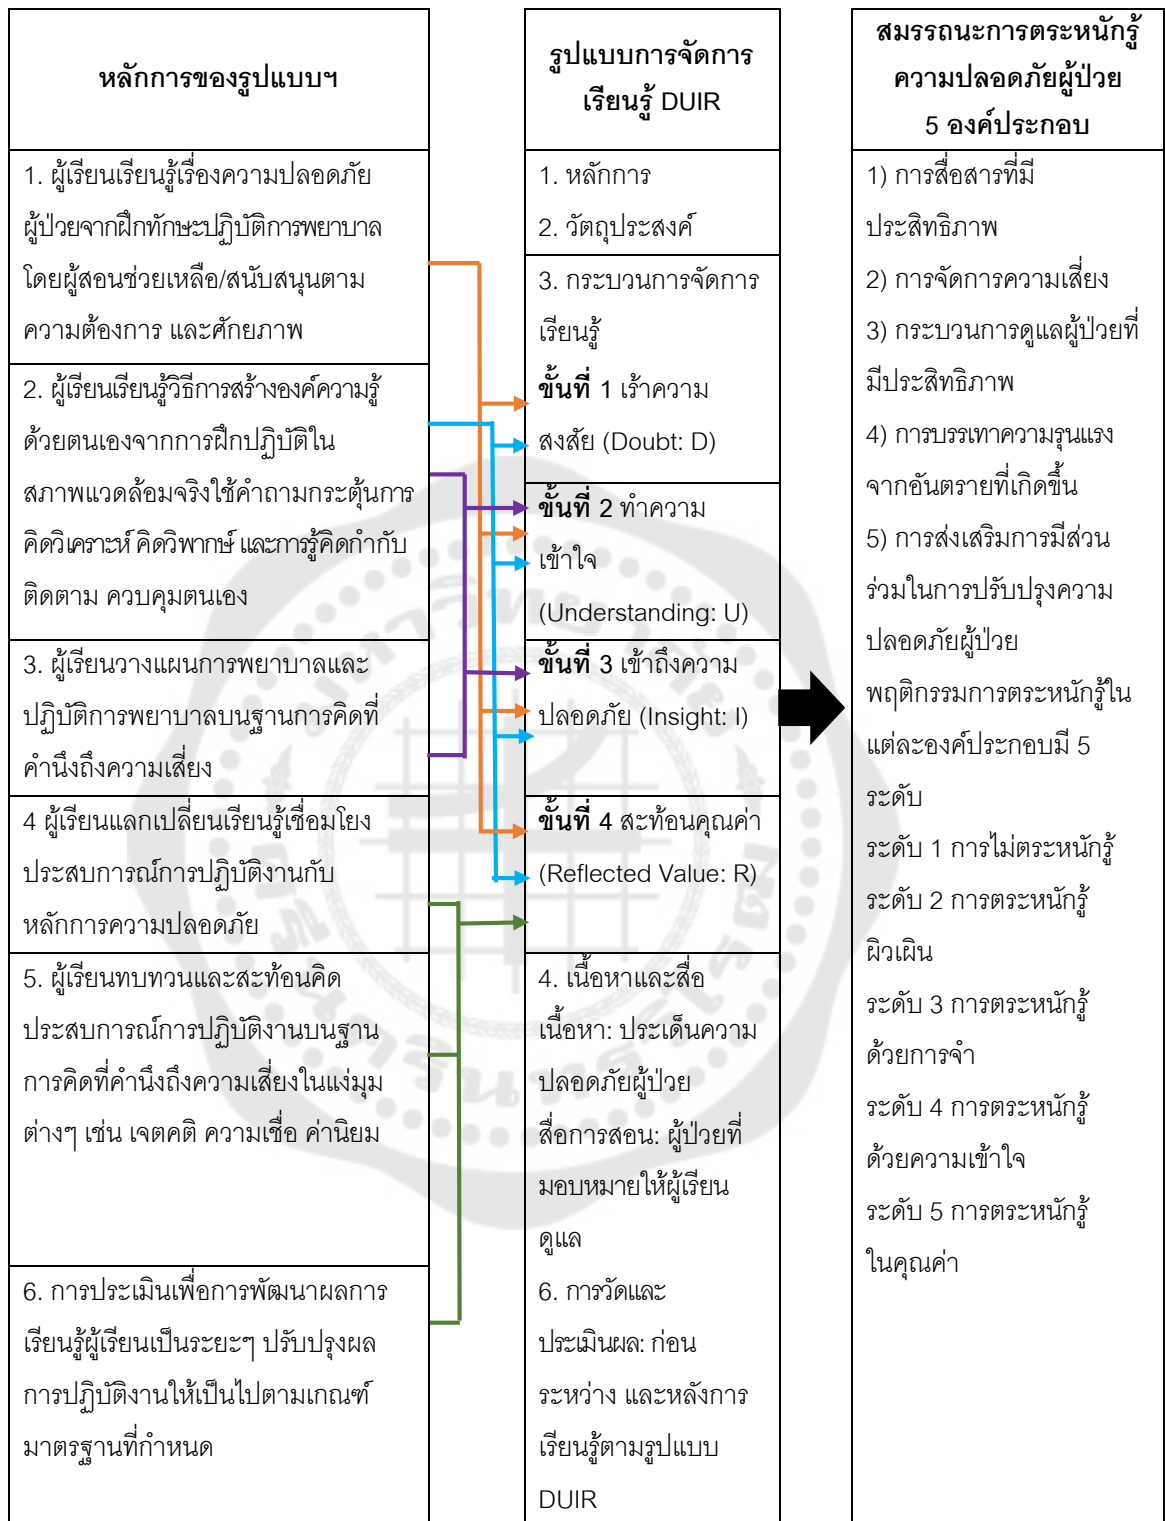 หลักการของรูปแบบฯ
1. ผู้เรียนเรียนรู้เรื่องความปลอดภัย
ผู้ป่วยจากฝึกทักษะปฏิบัติการพยาบาล
โดยผู้สอนช่วยเหลือ/สนับสนุนตาม
ความต้องการ และศักยภาพ
2. ผู้เรียนเรียนรู้วิธีการสร้างองค์ความรู้
ด้วยตนเองจากการฝึกปฏิบัติใน
สภาพแวดล้อมจริงใช้คำถามกระตุ้นการ
คิดวิเคราะห์ คิดวิพากษ์ และการรู้คิดกำกับ
ติดตาม ควบคุมตนเอง
3. ผู้เรียนวางแผนการพยาบาลและ
ปฏิบัติการพยาบาลบนฐานการคิดที่
คำนึงถึงความเสี่ยง
4 ผู้เรียนแลกเปลี่ยนเรียนรู้เชื่อมโยง
ประสบการณ์การปฏิบัติงานกับ
หลักการความปลอดภัย
5. ผู้เรียนทบทวนและสะท้อนคิด
ประสบการณ์การปฏิบัติงานบนฐาน
การคิดที่คำนึงถึงความเสี่ยงในแง่มุม
ต่างๆ เช่น เจตคติ ความเชื่อ ค่านิยม
6. การประเมินเพื่อการพัฒนาผลการ
เรียนรู้ผู้เรียนเป็นระยะๆ ปรับปรุงผล
การปฏิบัติงานให้เป็นไปตามเกณฑ์
มาตรฐานที่กำหนด
รูปแบบการจัดการ
เรียนรู้ DUIR
1. หลักการ
2. วัตถุประสงค์
3. กระบวนการจัดการ
เรียนรู้
ขั้นที่ 1 เร้าความ
สงสัย (Doubt: D)
ขั้นที่ 2 ทำความ
เข้าใจ
(Understanding: U)
ขั้นที่ 3 เข้าถึงความ
ปลอดภัย (Insight: I)
ขั้นที่ 4 สะท้อนคุณค่า
(Reflected Value: R)
4. เนื้อหาและสื่อ
เนื้อหา: ประเด็นความ
ปลอดภัยผู้ป่วย
สื่อการสอน: ผู้ป่วยที่
มอบหมายให้ผู้เรียน
ดูแล
6. การวัดและ
ประเมินผล: ก่อน
ระหว่าง และหลังการ
เรียนรู้ตามรูปแบบ
DUIR
สมรรถนะการตระหนักรู้
ความปลอดภัยผู้ป่วย
5 องค์ประกอบ
1) การสื่อสารที่มี
ประสิทธิภาพ
2) การจัดการความเสี่ยง
3) กระบวนการดูแลผู้ป่วยที่
มีประสิทธิภาพ
4) การบรรเทาความรุนแรง
จากอันตรายที่เกิดขึ้น
5) การส่งเสริมการมีส่วน
ร่วมในการปรับปรุงความ
ปลอดภัยผู้ป่วย
พฤติกรรมการตระหนักรู้ใน
แต่ละองค์ประกอบมี 5
ระดับ
ระดับ 1 การไม่ตระหนักรู้
ระดับ 2 การตระหนักรู้
ผิวเผิน
ระดับ 3 การตระหนักรู้
ด้วยการจำ
ระดับ 4 การตระหนักรู้
ด้วยความเข้าใจ
ระดับ 5 การตระหนักรู้
ในคุณค่า